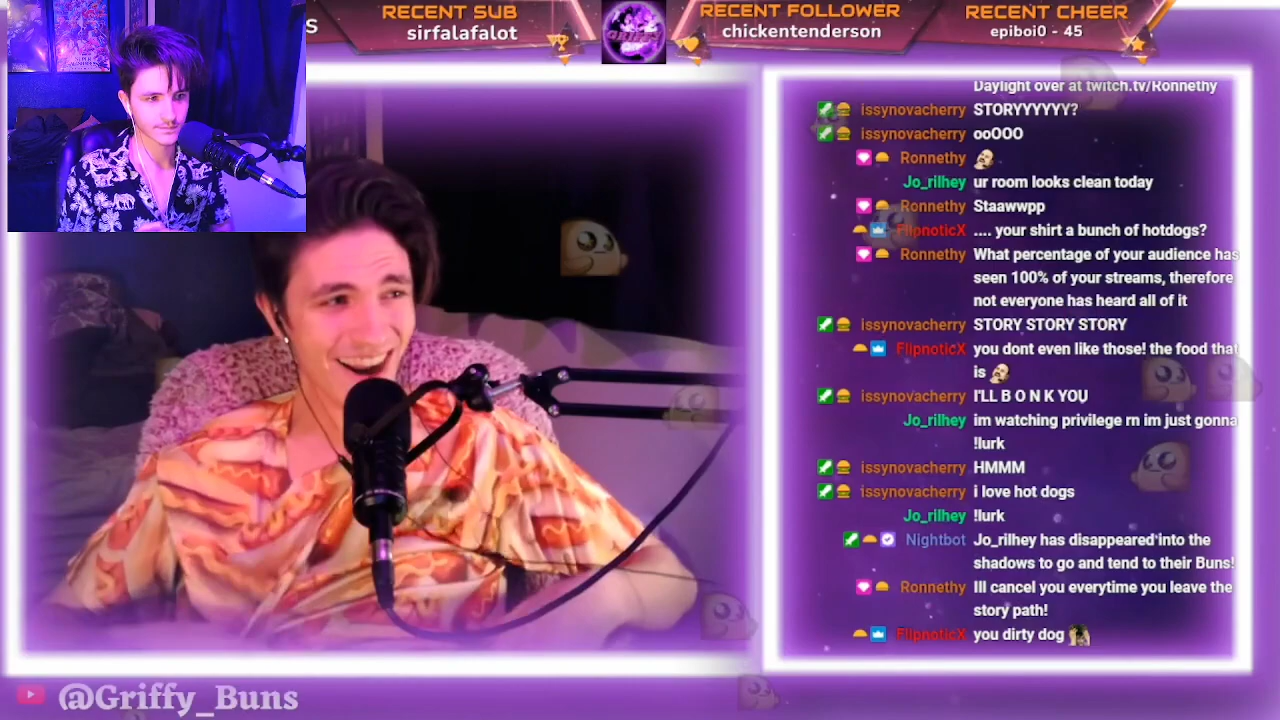 S
RECENT SUB
sirfalafalot
RECENT FOLLOWER
chickentenderson
RECENT CHEER
epiboi0 - 45
Daylight over at twitch.tv/Ronnethy
issynovacherry STORYYYYYY?
issynovacherry ooOOO
Ronnethy
Jo_rilhey ur room looks clean today
Ronnethy Staawwpp
FlipnoticX .... your shirt a bunch of hotdogs?
Ronnethy What percentage of your audience has
seen 100% of your streams, therefore
not everyone has heard all of it
issynovacherry STORY STORY STORY
FlipnoticX you dont even like those! the food that
is
issynovacherry I'LL B O N K YOU
Jo_rilhey im watching privilege rn im just gonna
!lurk
issynovacherry HMMM
issynovacherry i love hot dogs
Jo_rilhey !lurk
Nightbot Jo_rilhey has disappeared into the
shadows to go and tend to their Buns!
Ronnethy Ill cancel you everytime you leave the
story path!
FlipnoticX you dirty dog
@Griffy_Buns